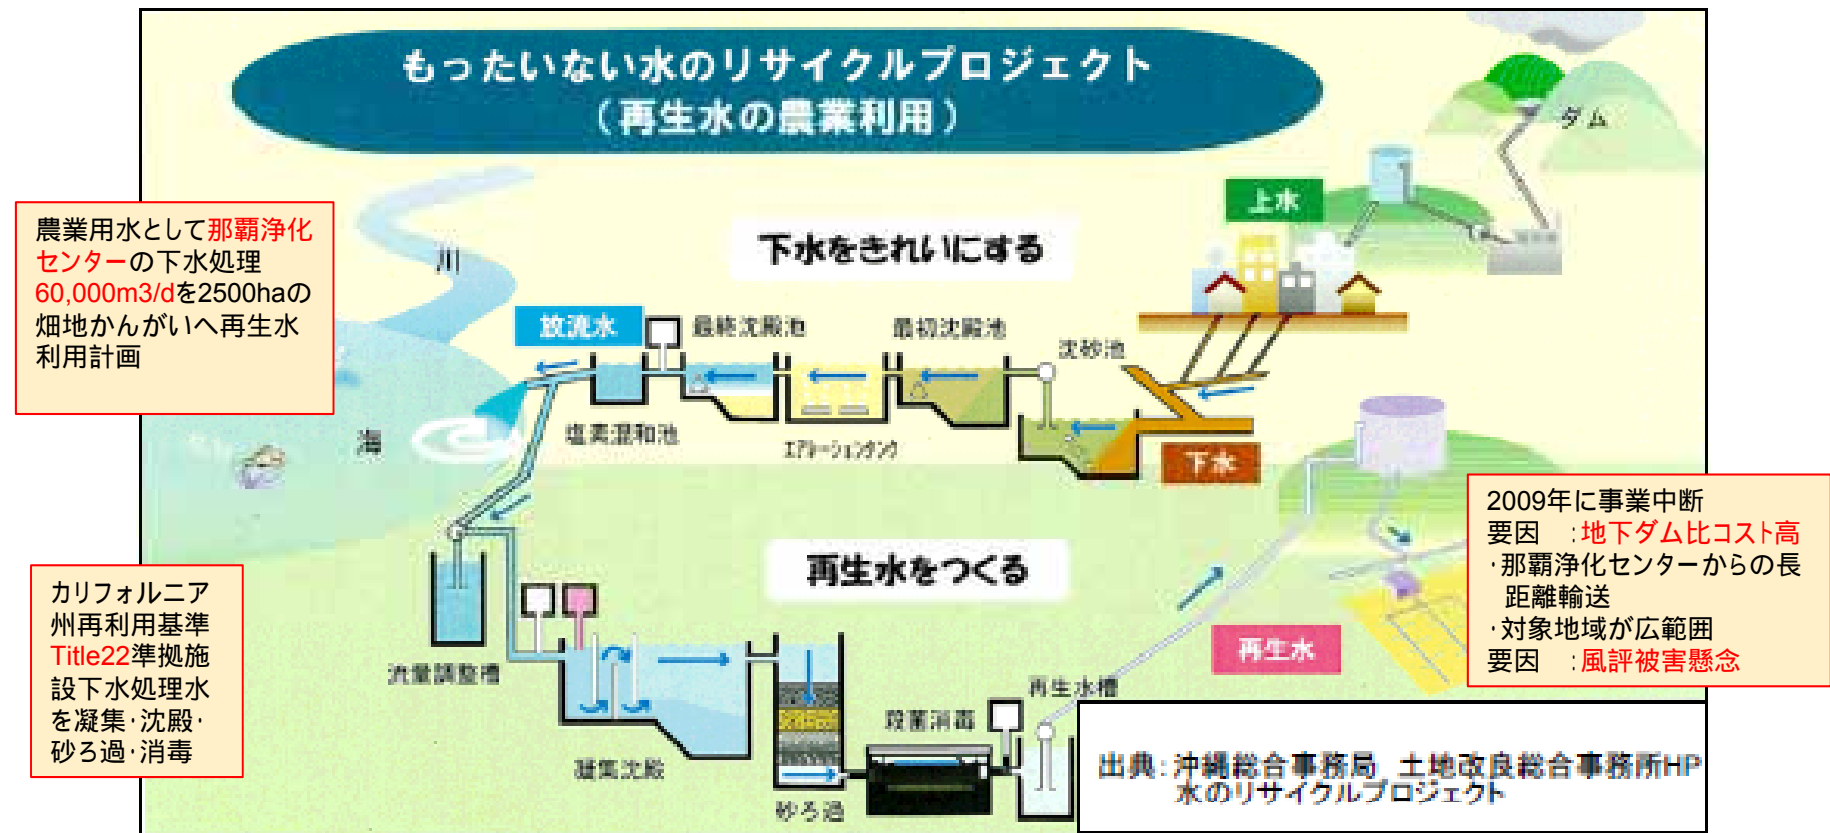 もったいない水のリサイクルプロジェクト
(再生水の農業利用)
ダム
上水
農業用水として那覇浄化
センターの下水処理
60,000m3/dを2500haの
畑地かんがいへ再生水
利用計画
川
下水をきれいにする
放流水
最終沈殿池
最初沈殿池
沈砂池
海
塩素混和池
エアレーションタンク
下水
2009年に事業中断
要因 :地下ダム比コスト高
・那覇浄化センターからの長
距離輸送
・対象地域が広範囲
要因 :風評被害懸念
再生水をつくる
カリフォルニア
州再利用基準
Title22準拠施
設下水処理水
を凝集・沈殿・
砂ろ過・消毒
流量調整槽
再生水
再生水槽
殺菌消毒
凝集沈殿
砂ろ過
出典:沖縄総合事務局 土地改良総合事務所HP
水のリサイクルプロジェクト